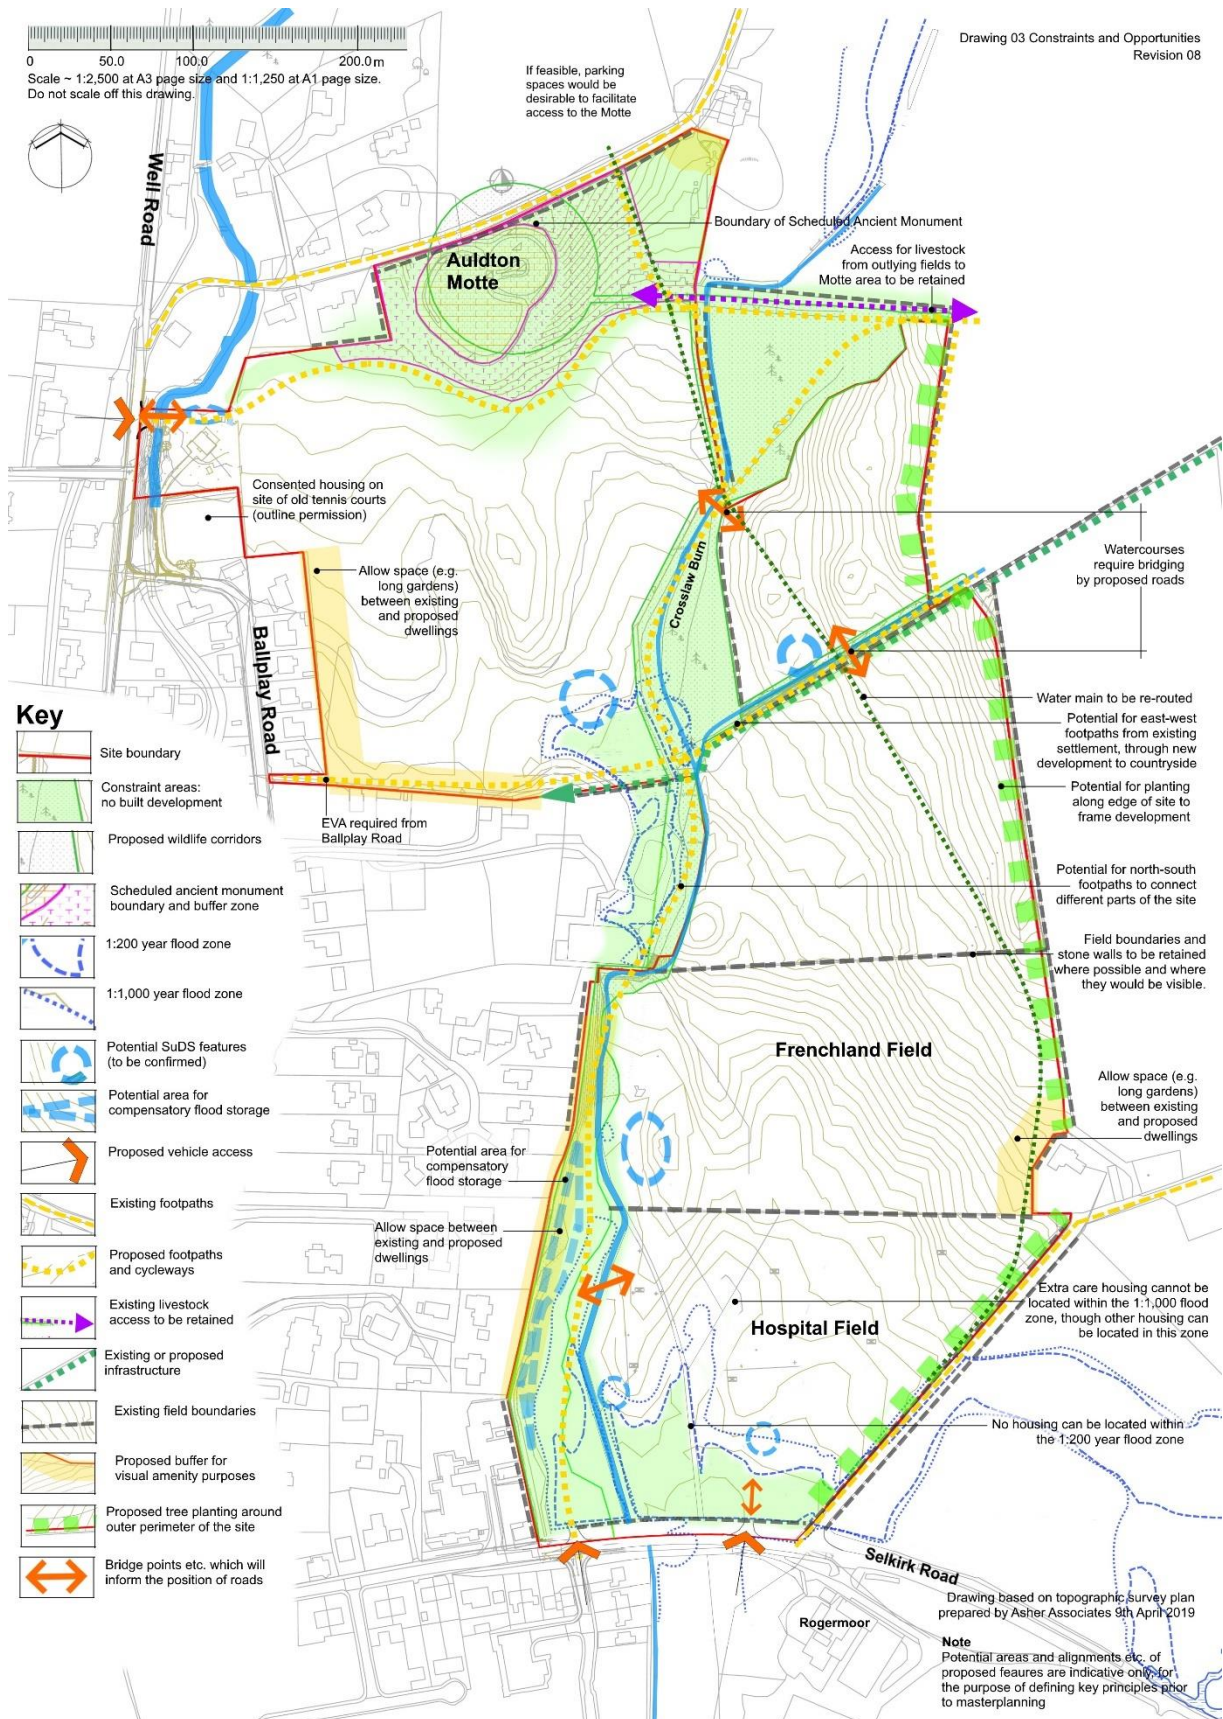 Drawing 03 Constraints and Opportunities
Revision 08
0 50.0 100.0 200.0 m
Scale ~ 1:2,500 at A3 page size and 1:1,250 at A1 page size.
Do not scale off this drawing.
If feasible, parking
spaces would be
desirable to facilitate
access to the Motte
Well Road
Boundary of Scheduled Ancient Monument
Auldton
Motte
Access for livestock
from outlying fields to
Motte area to be retained
Consented housing on
site of old tennis courts
(outline permission)
Allow space (e.g.
long gardens)
between existing
and proposed
dwellings
Crosslaw Burn
Watercourses
require bridging
by proposed roads
Ballplay Road
Water main to be re-routed
Potential for east-west
footpaths from existing
settlement, through new
development to countryside
Potential for planting
along edge of site to
frame development
EVA required from
Ballplay Road
Potential for north-south
footpaths to connect
different parts of the site
Field boundaries and
stone walls to be retained
where possible and where
they would be visible.
Frenchland Field
Allow space (e.g.
long gardens)
between existing
and proposed
dwellings
Potential area for
compensatory
flood storage
Allow space between
existing and proposed
dwellings
Extra care housing cannot be
located within the 1:1,000 flood
zone, though other housing can
be located in this zone
Hospital Field
No housing can be located within
the 1:200 year flood zone
Selkirk Road
Rogermoor
Drawing based on topographic survey plan
prepared by Asher Associates 9th April 2019
Note
Potential areas and alignments etc. of
proposed feaures are indicative only, for
the purpose of defining key principles prior
to masterplanning
Key
Site boundary
Constraint areas:
no built development
Proposed wildlife corridors
Scheduled ancient monument
boundary and buffer zone
1:200 year flood zone
1:1,000 year flood zone
Potential SuDS features
(to be confirmed)
Potential area for
compensatory flood storage
Proposed vehicle access
Existing footpaths
Proposed footpaths
and cycleways
Existing livestock
access to be retained
Existing or proposed
infrastructure
Existing field boundaries
Proposed buffer for
visual amenity purposes
Proposed tree planting around
outer perimeter of the site
Bridge points etc. which will
inform the position of roads